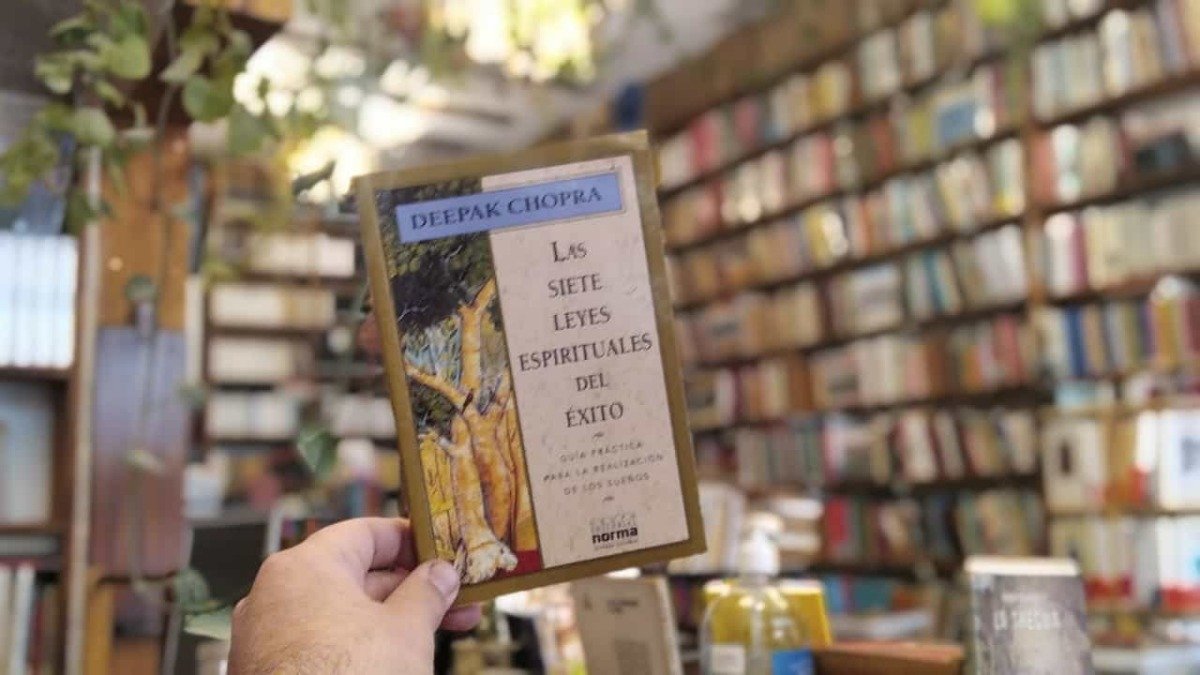 DEEPAK CHOPRA
LAS
SIETE
LEYES
ESPIRITUALES
DEL
ÉXITO
GUÍA PRÁCTICA
PARA LA REALIZACIÓN
DE LOS SUEÑOS
norma